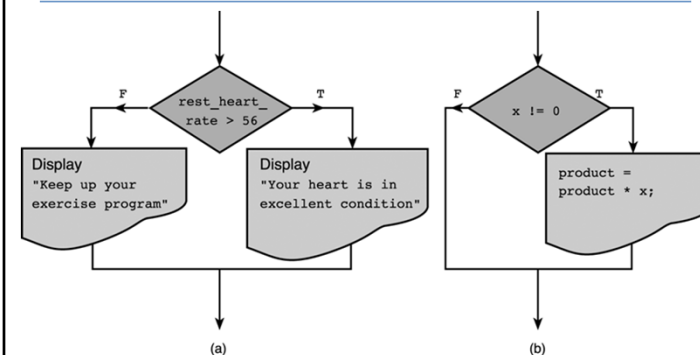 F
T
rest_heart_
rate > 56
Display
"Keep up your
exercise program"
Display
"Your heart is in
excellent condition"
(a)
F
T
x != 0
product =
product * x;
(b)